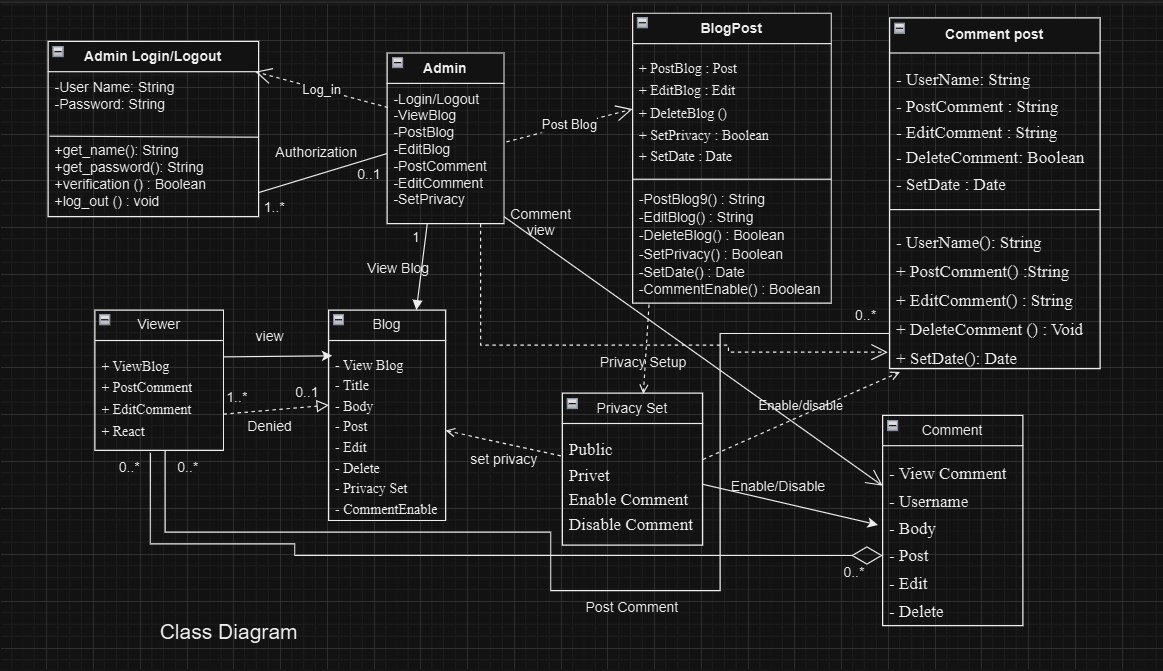 Admin Login/Logout
-User Name: String
-Password: String
+get_name(): String
+get_password(): String
+verification () : Boolean
+log_out () : void
Log_in
Authorization
0..1
1..*
Admin
-Login/Logout
-ViewBlog
-PostBlog
-EditBlog
-PostComment
-EditComment
-SetPrivacy
Post Blog
BlogPost
+ PostBlog : Post
+ EditBlog : Edit
+ DeleteBlog ()
+ SetPrivacy : Boolean
+ SetDate : Date
-PostBlog9() : String
-EditBlog() : String
-DeleteBlog() : Boolean
-SetPrivacy() : Boolean
-SetDate() : Date
-CommentEnable() : Boolean
Comment post
- UserName: String
- PostComment : String
- EditComment : String
- DeleteComment: Boolean
- SetDate : Date
- UserName(): String
+ PostComment() :String
+ EditComment() : String
+ DeleteComment () : Void
+ SetDate(): Date
Comment
view
1
View Blog
0..*
Viewer
+ ViewBlog
+ PostComment
+ EditComment
+ React
view
1..*
0..1
Denied
0..*
0..*
Blog
- View Blog
- Title
- Body
- Post
- Edit
- Delete
- Privacy Set
- CommentEnable
Privacy Setup
set privacy
Privacy Set
Public
Privet
Enable Comment
Disable Comment
Enable/disable
Enable/Disable
Comment
- View Comment
- Username
- Body
- Post
- Edit
- Delete
0..*
Post Comment
Class Diagram